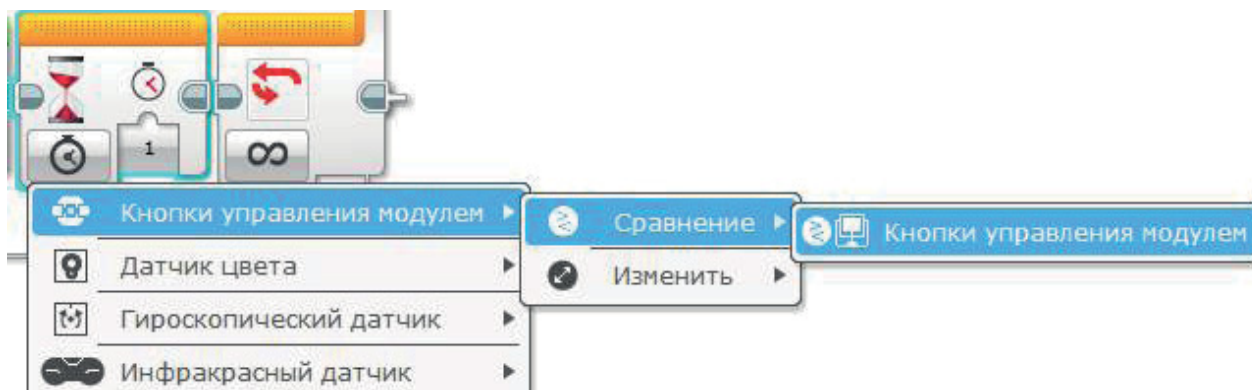 1
∞
Кнопки управления модулем
Сравнение
Кнопки управления модулем
Датчик цвета
Изменить
Гироскопический датчик
Инфракрасный датчик